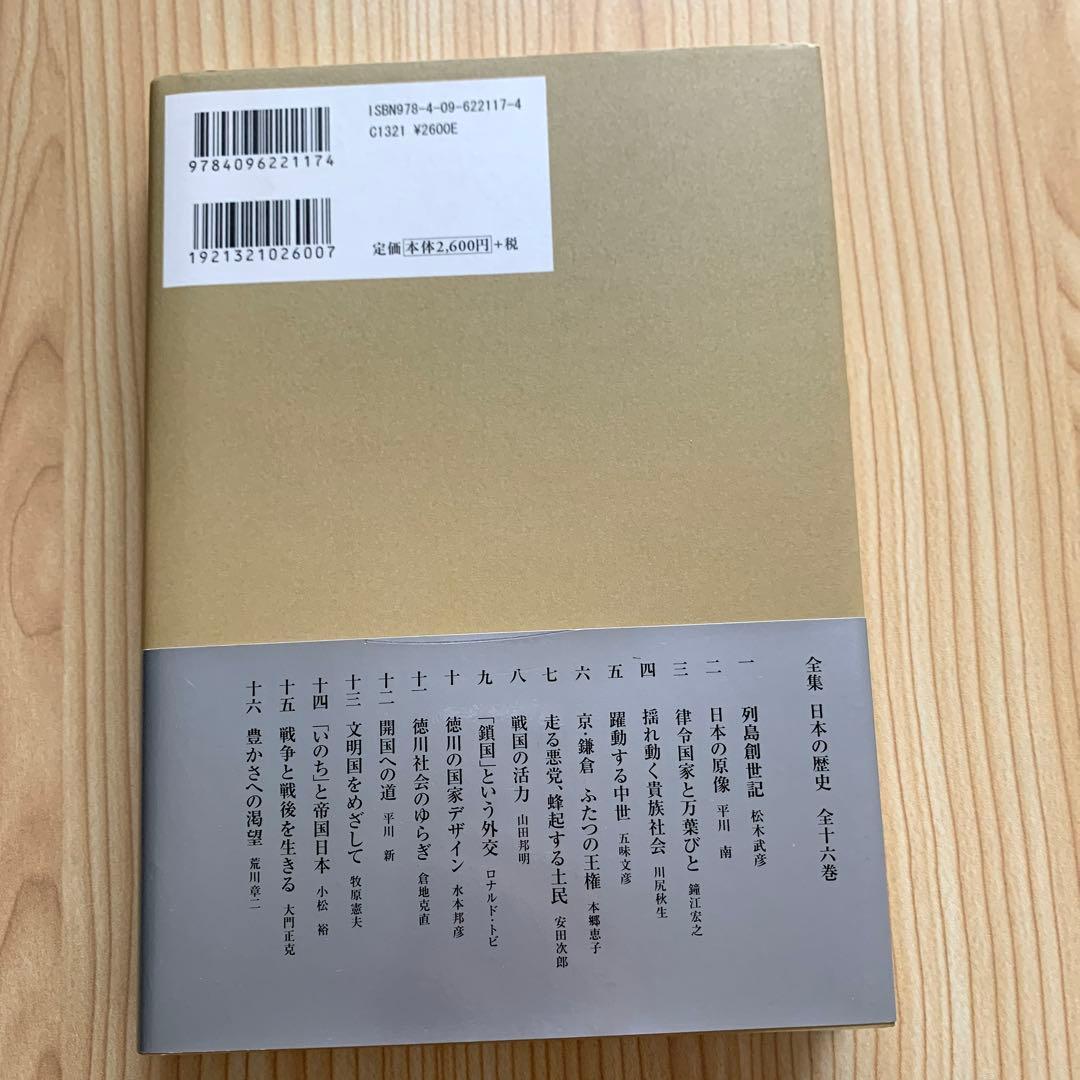 ISBN978-4-09-622117-4
C1321 ¥2600E
9784096221174
1921321026007
定価 本体2,600円 +税
全集 日本の歴史 全十六巻
一 列島創世記 松木武彦
二 日本の原像 平川 南
三 律令国家と万葉びと 鐘江宏之
四 揺れ動く貴族社会 川尻秋生
五 躍動する中世 五味文彦
六 京・鎌倉 ふたつの王権 本郷恵子
七 走る悪党、蜂起する土民 安田次郎
八 戦国の活力 山田邦明
九 「鎖国」という外交 ロナルド・トビ
十 徳川の国家デザイン 水本邦彦
十一 徳川社会のゆらぎ 倉地克直
十二 開国への道 平川 新
十三 文明国をめざして 牧原憲夫
十四 「いのち」と帝国日本 小松 裕
十五 戦争と戦後を生きる 大門正克
十六 豊かさへの渇望 荒川章二